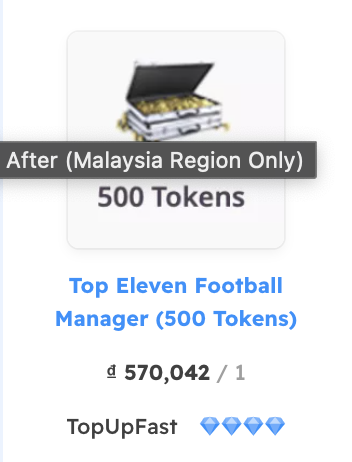 After (Malaysia Region Only)
500 Tokens
Top Eleven Football
Manager (500 Tokens)
₫ 570,042 / 1
TopUpFast